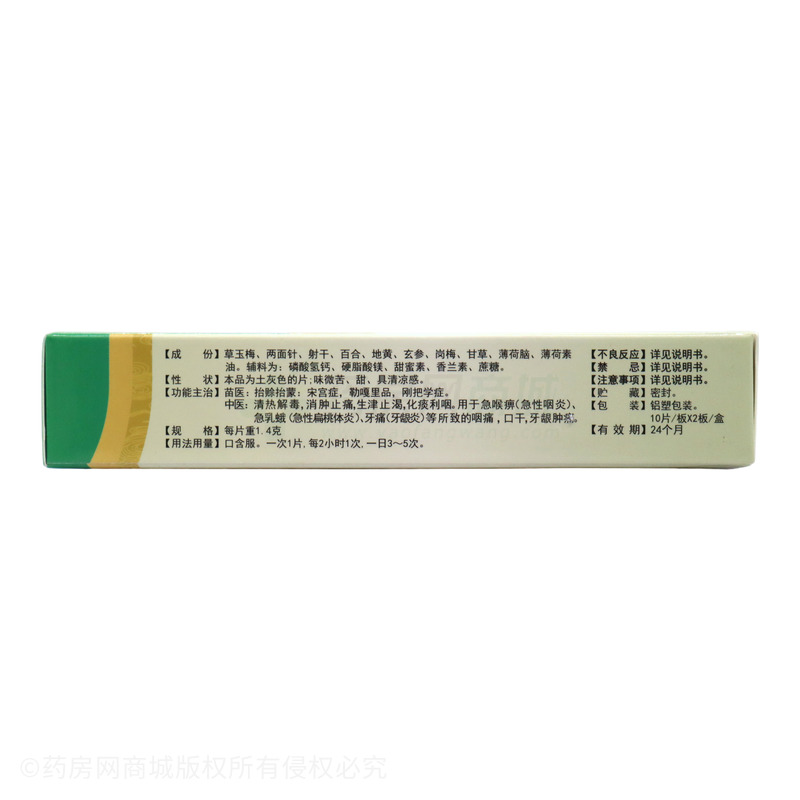 【成 份】草玉梅、两面针、射干、百合、地黄、玄参、岗梅、甘草、薄荷脑、薄荷素
油。辅料为：磷酸氢钙、硬脂酸镁、甜蜜素、香兰素、蔗糖。
【性 状】本品为土灰色的片；味微苦、甜、具清凉感。
【功能主治】苗医：抬赊抬蒙：宋宫症，勒嘎里品，刚把学症。
中医：清热解毒，消肿止痛，生津止渴，化痰利咽。用于急喉痹（急性咽炎）、
急乳蛾（急性扁桃体炎）、牙痛（牙龈炎）等所致的咽痛，口干，牙龈肿痛。
【规 格】每片重1.4克
【用法用量】口含服。一次1片，每2小时1次，一日3～5次。
【不良反应】详见说明书。
【禁 忌】详见说明书。
【注意事项】详见说明书。
【贮 藏】密封。
【包 装】铝塑包装。
10片/板X2板/盒
【有 效 期】24个月
©药房网商城版权所有侵权必究